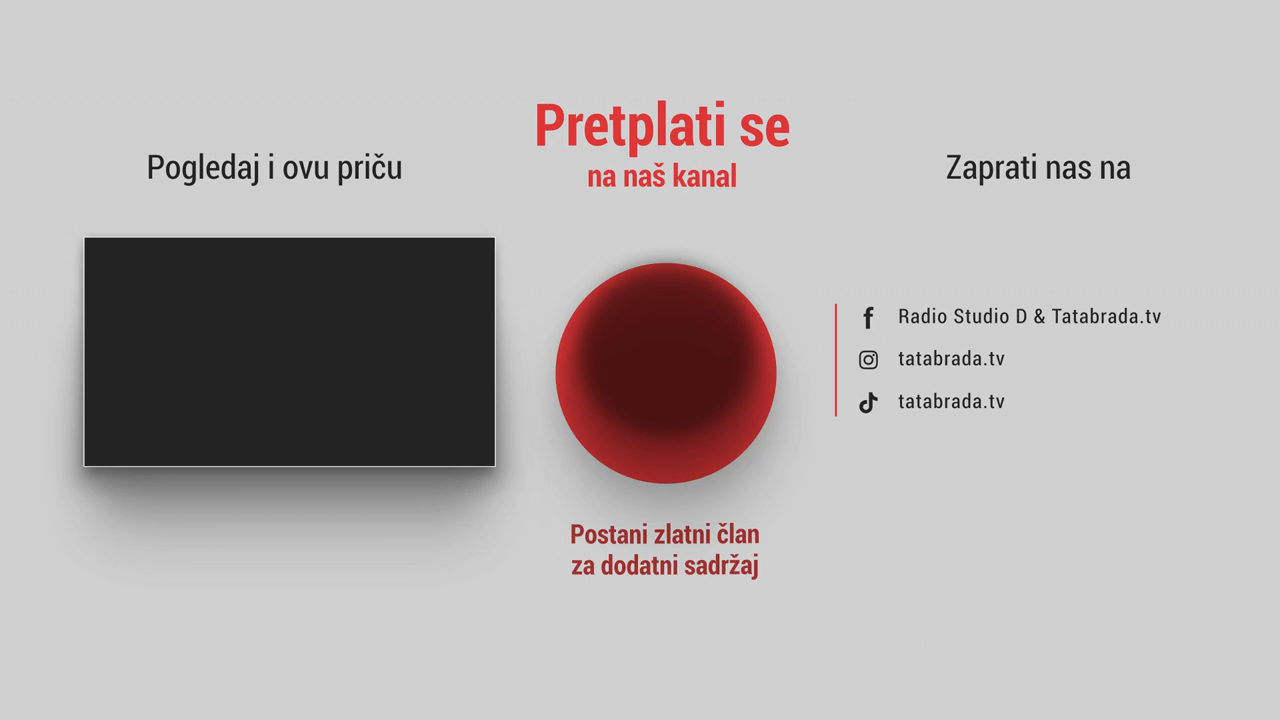 Pogledaj i ovu priču
Pretplati se
na naš kanal
Postani zlatni član
za dodatni sadržaj
Zaprati nas na
Radio Studio D & Tatabrada.tv
tatabrada.tv
tatabrada.tv